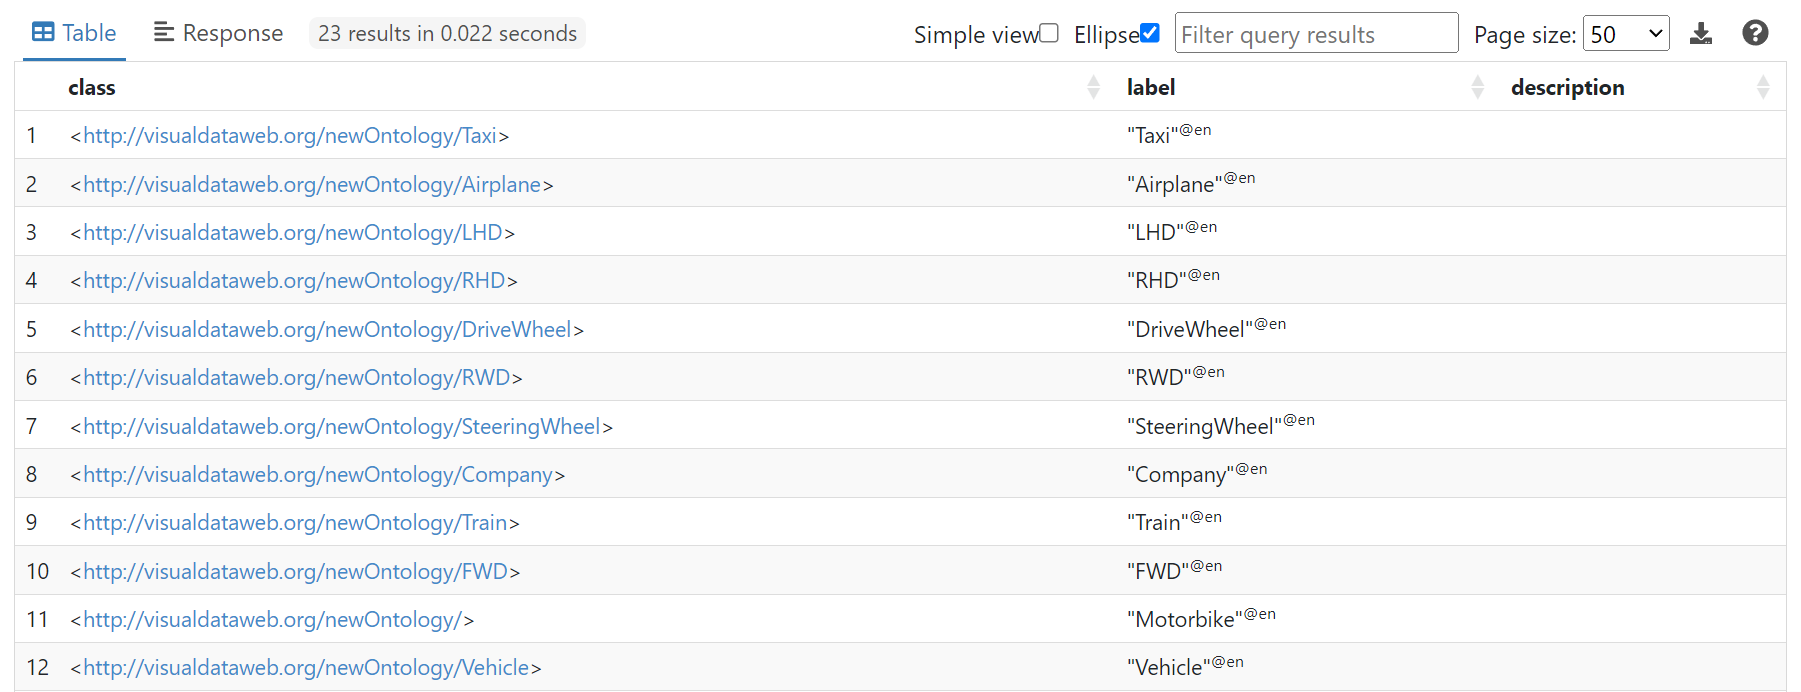 Table Response 23 results in 0.022 seconds Simple view Ellipse Filter query results Page size: 50
class label description
1 <http://visualdataweb.org/newOntology/Taxi> "Taxi"@en
2 <http://visualdataweb.org/newOntology/Airplane> "Airplane"@en
3 <http://visualdataweb.org/newOntology/LHD> "LHD"@en
4 <http://visualdataweb.org/newOntology/RHD> "RHD"@en
5 <http://visualdataweb.org/newOntology/DriveWheel> "DriveWheel"@en
6 <http://visualdataweb.org/newOntology/RWD> "RWD"@en
7 <http://visualdataweb.org/newOntology/SteeringWheel> "SteeringWheel"@en
8 <http://visualdataweb.org/newOntology/Company> "Company"@en
9 <http://visualdataweb.org/newOntology/Train> "Train"@en
10 <http://visualdataweb.org/newOntology/FWD> "FWD"@en
11 <http://visualdataweb.org/newOntology/> "Motorbike"@en
12 <http://visualdataweb.org/newOntology/Vehicle> "Vehicle"@en